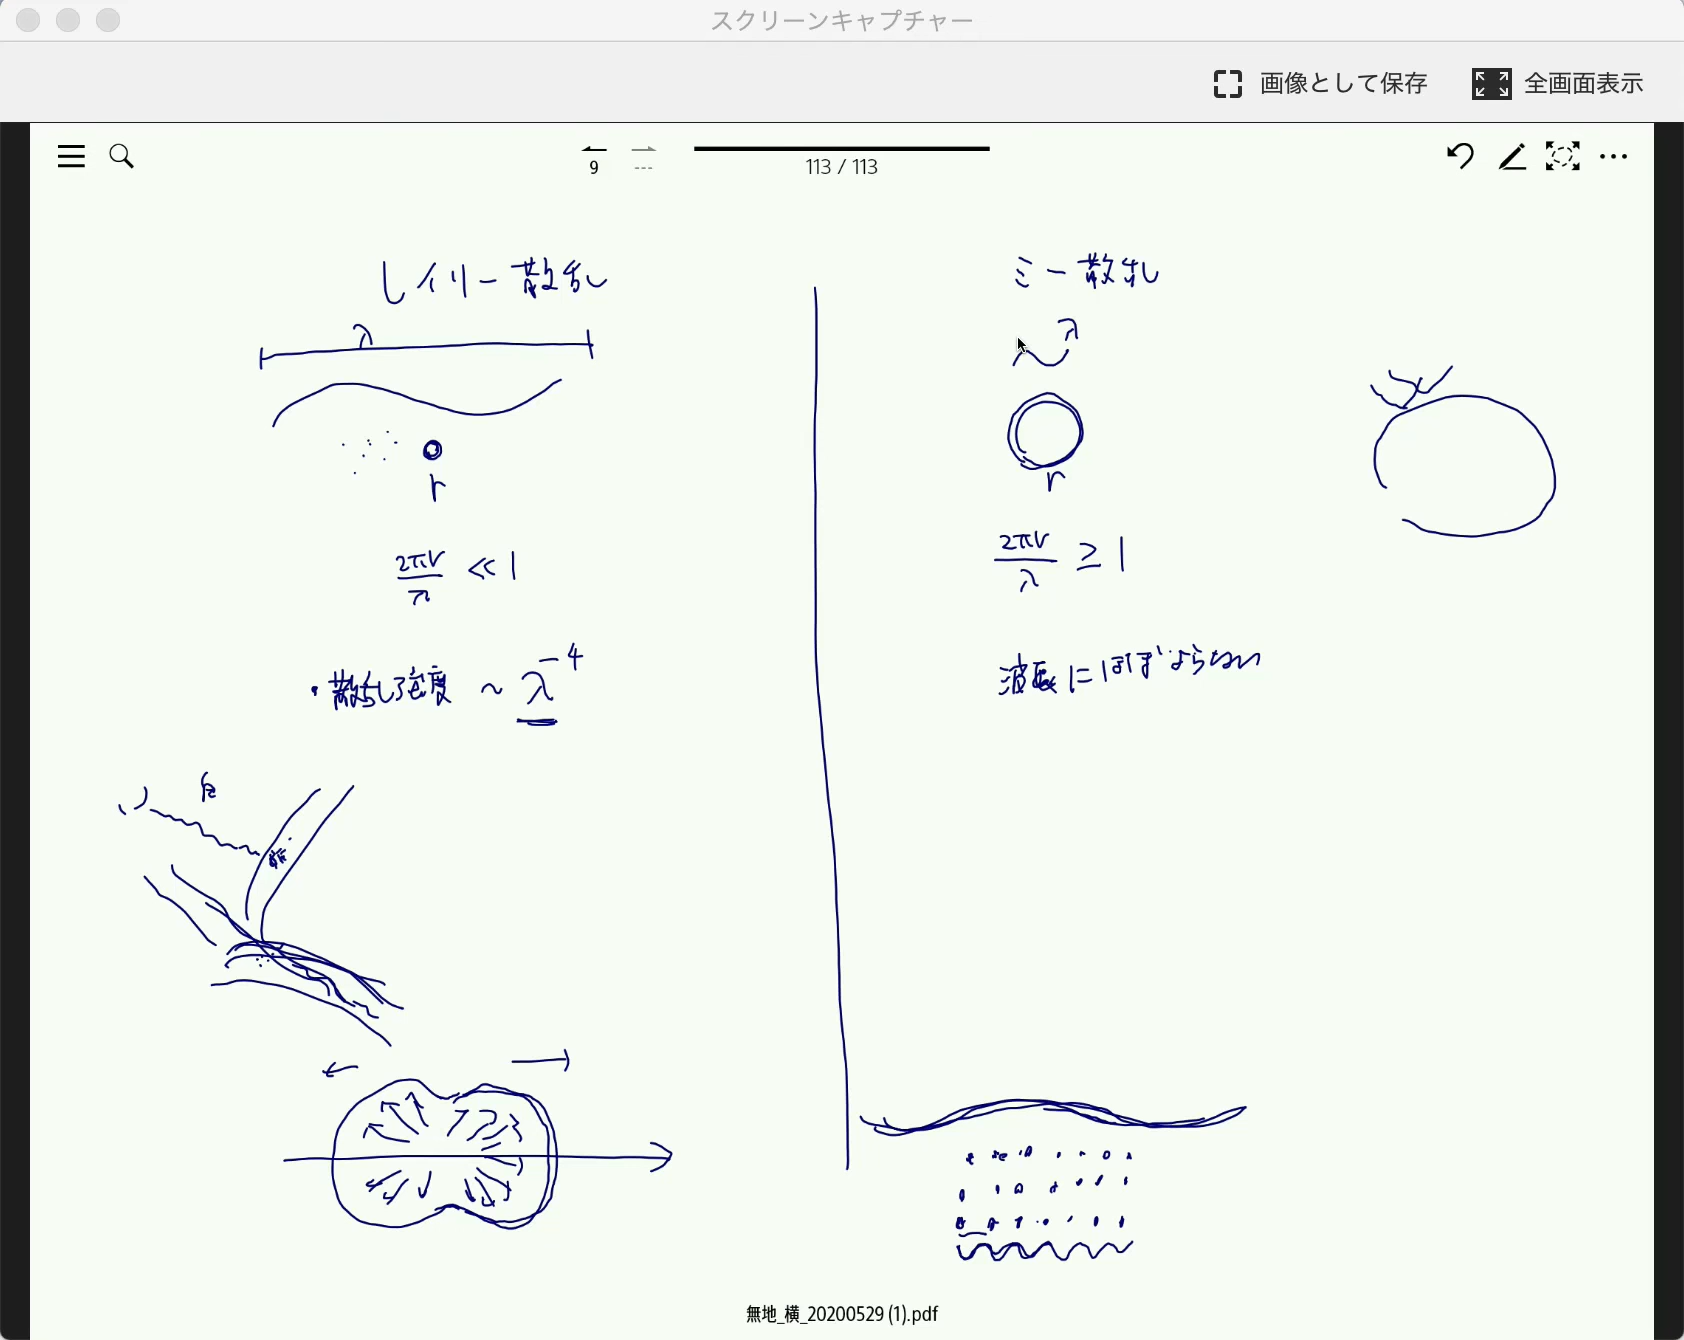 スクリーンキャプチャー
画像として保存
全画面表示
9
---
113 / 113
レイリー散乱
λ
r
2πr/λ ≪ 1
・散乱強度 ~ λ⁻⁴
ミー散乱
λ
r
2πr/λ ≥ 1
波長にほぼよらない
無地_横_20200529 (1).pdf